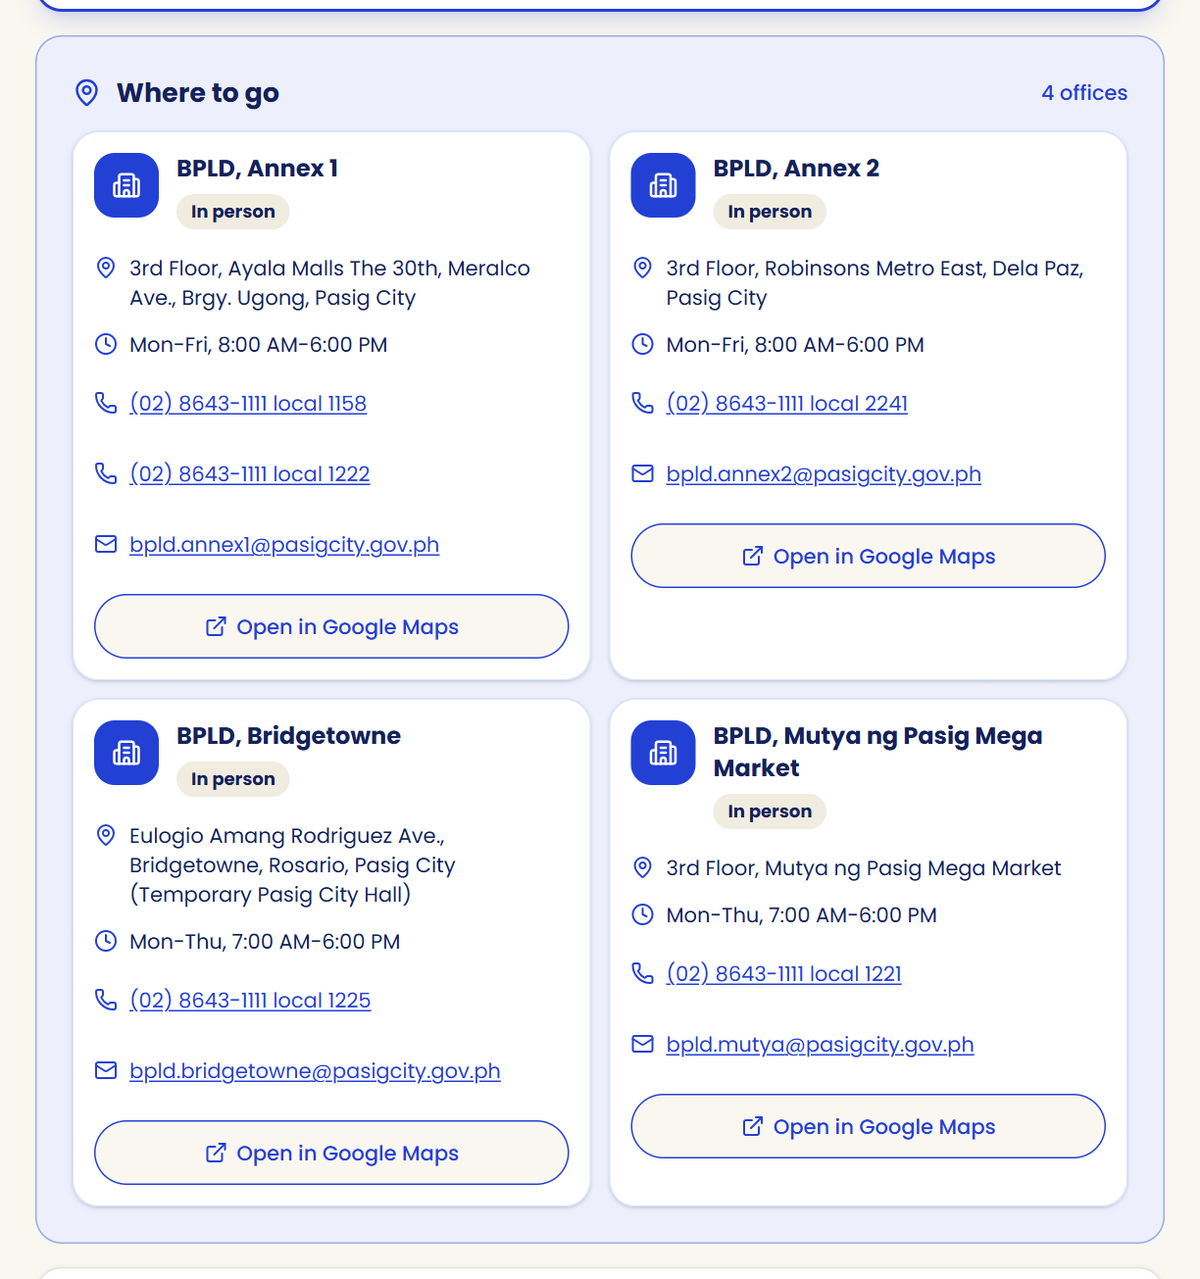 Where to go
4 offices
BPLD, Annex 1
In person
3rd Floor, Ayala Malls The 30th, Meralco
Ave., Brgy. Ugong, Pasig City
Mon-Fri, 8:00 AM-6:00 PM
(02) 8643-1111 local 1158
(02) 8643-1111 local 1222
bpld.annex1@pasigcity.gov.ph
Open in Google Maps
BPLD, Annex 2
In person
3rd Floor, Robinsons Metro East, Dela Paz,
Pasig City
Mon-Fri, 8:00 AM-6:00 PM
(02) 8643-1111 local 2241
bpld.annex2@pasigcity.gov.ph
Open in Google Maps
BPLD, Bridgetowne
In person
Eulogio Amang Rodriguez Ave.,
Bridgetowne, Rosario, Pasig City
(Temporary Pasig City Hall)
Mon-Thu, 7:00 AM-6:00 PM
(02) 8643-1111 local 1225
bpld.bridgetowne@pasigcity.gov.ph
Open in Google Maps
BPLD, Mutya ng Pasig Mega
Market
In person
3rd Floor, Mutya ng Pasig Mega Market
Mon-Thu, 7:00 AM-6:00 PM
(02) 8643-1111 local 1221
bpld.mutya@pasigcity.gov.ph
Open in Google Maps